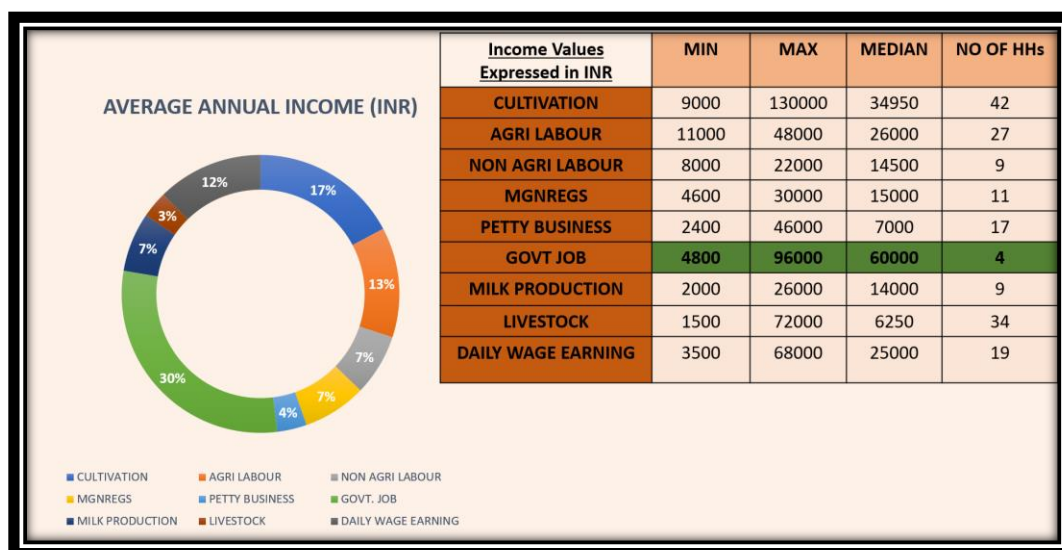 AVERAGE ANNUAL INCOME (INR)
12%
17%
3%
7%
13%
30%
7%
4%
7%
CULTIVATION
AGRI LABOUR
NON AGRI LABOUR
MGNREGS
PETTY BUSINESS
GOVT. JOB
MILK PRODUCTION
LIVESTOCK
DAILY WAGE EARNING
Income Values
Expressed in INR
MIN MAX MEDIAN NO OF HHs
CULTIVATION 9000 130000 34950 42
AGRI LABOUR 11000 48000 26000 27
NON AGRI LABOUR 8000 22000 14500 9
MGNREGS 4600 30000 15000 11
PETTY BUSINESS 2400 46000 7000 17
GOVT JOB 4800 96000 60000 4
MILK PRODUCTION 2000 26000 14000 9
LIVESTOCK 1500 72000 6250 34
DAILY WAGE EARNING 3500 68000 25000 19